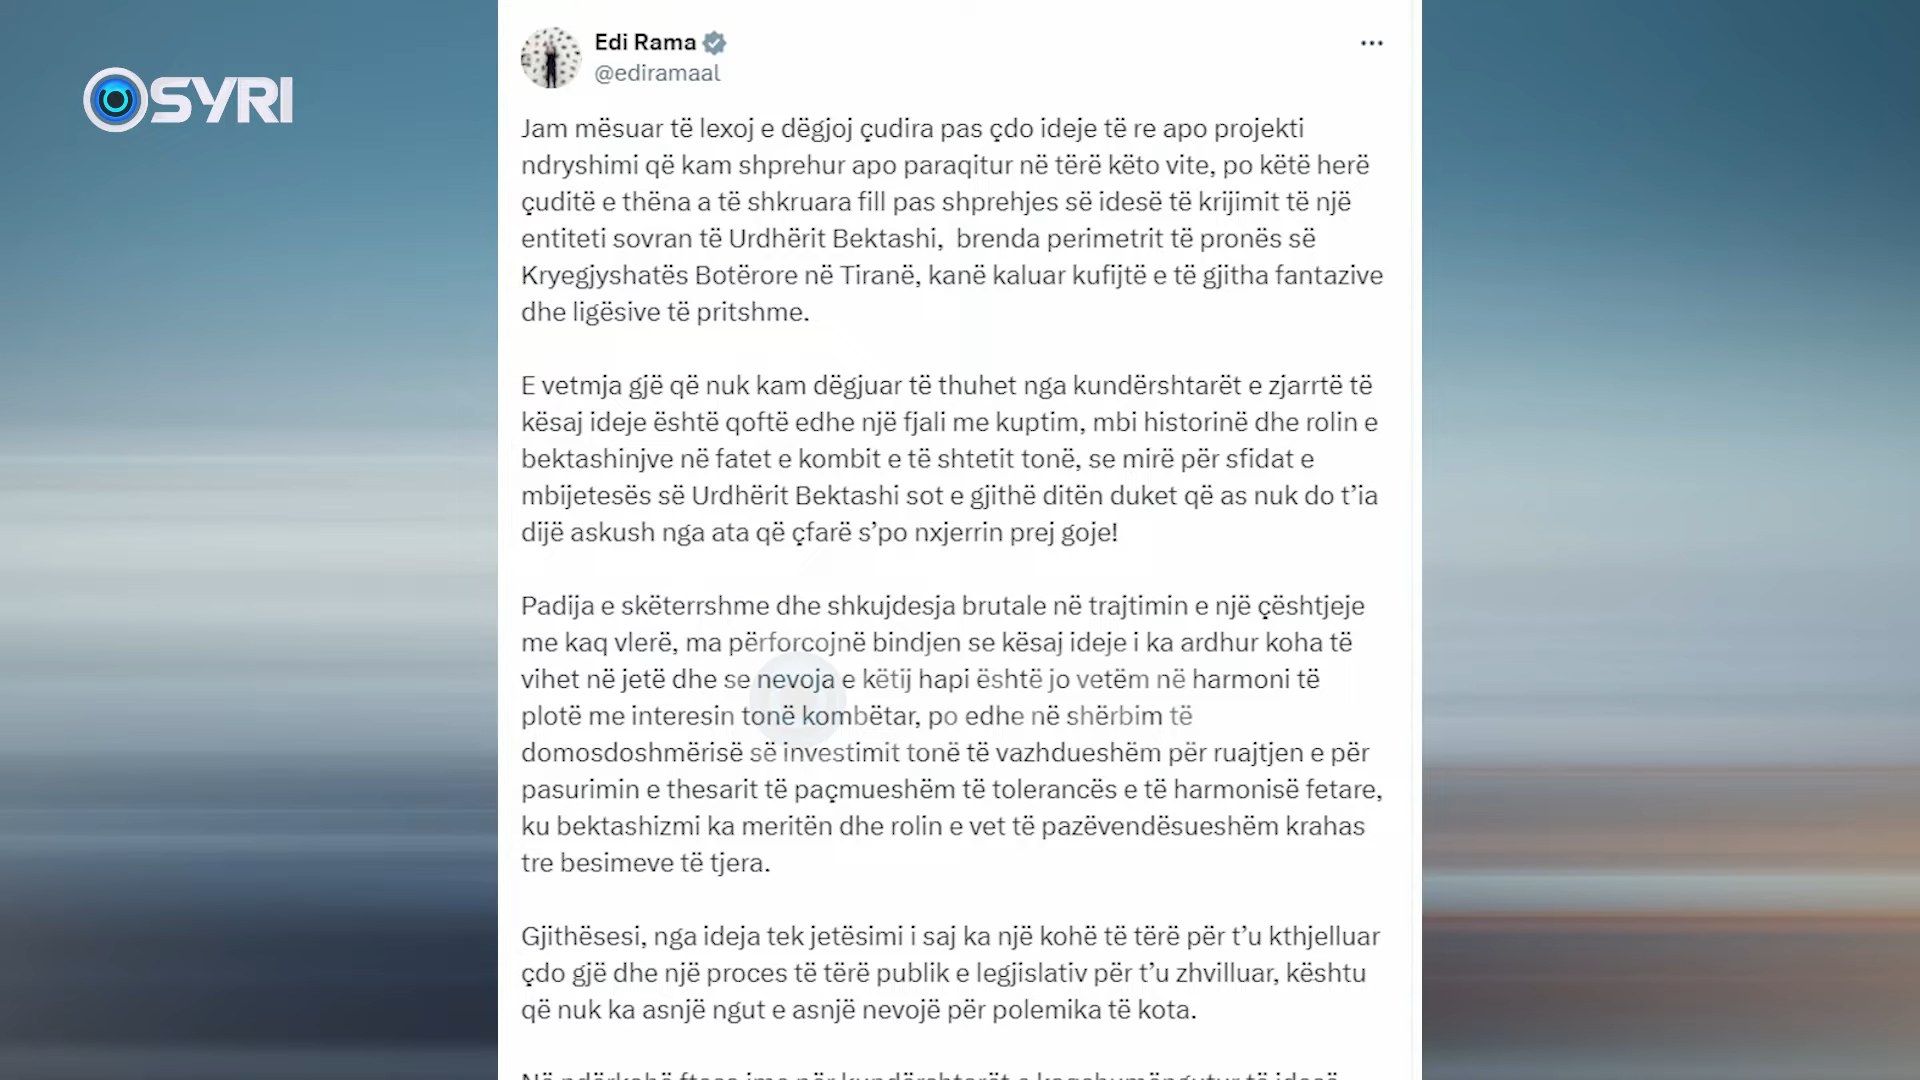 SYRI
Edi Rama
@ediramaal
Jam mësuar të lexoj e dëgjoj çudira pas çdo ideje të re apo projekti
ndryshimi që kam shprehur apo paraqitur në tërë këto vite, po këtë herë
çuditë e thëna a të shkruara fill pas shprehjes së idesë të krijimit të një
entiteti sovran të Urdhërit Bektashi,  brenda perimetrit të pronës së
Kryegjyshatës Botërore në Tiranë, kanë kaluar kufijtë e të gjitha fantazive
dhe ligësive të pritshme.
E vetmja gjë që nuk kam dëgjuar të thuhet nga kundërshtarët e zjarrtë të
kësaj ideje është qoftë edhe një fjali me kuptim, mbi historinë dhe rolin e
bektashinjve në fatet e kombit e të shtetit tonë, se mirë për sfidat e
mbijetesës së Urdhërit Bektashi sot e gjithë ditën duket që as nuk do t’ia
dijë askush nga ata që çfarë s’po nxjerrin prej goje!
Padija e skëterrshme dhe shkujdesja brutale në trajtimin e një çështjeje
me kaq vlerë, ma përforcojnë bindjen se kësaj ideje i ka ardhur koha të
vihet në jetë dhe se nevoja e këtij hapi është jo vetëm në harmoni të
plotë me interesin tonë kombëtar, po edhe në shërbim të
domosdoshmërisë së investimit tonë të vazhdueshëm për ruajtjen e për
pasurimin e thesarit të paçmueshëm të tolerancës e të harmonisë fetare,
ku bektashizmi ka meritën dhe rolin e vet të pazëvendësueshëm krahas
tre besimeve të tjera.
Gjithësesi, nga ideja tek jetësimi i saj ka një kohë të tërë për t’u kthjelluar
çdo gjë dhe një proces të tërë publik e legjislativ për t’u zhvilluar, kështu
që nuk ka asnjë ngut e asnjë nevojë për polemika të kota.